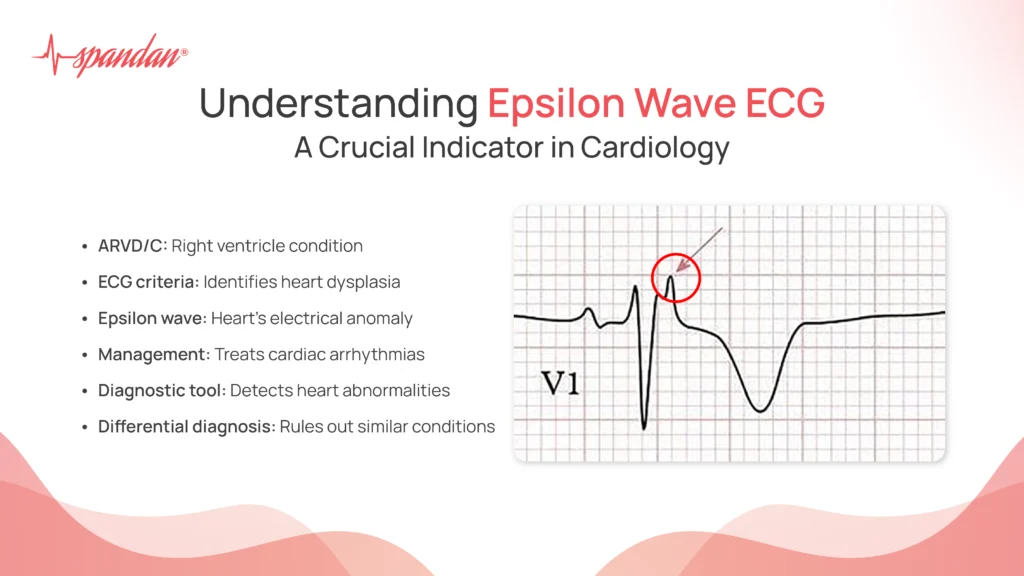 spandan®
Understanding Epsilon Wave ECG
A Crucial Indicator in Cardiology
• ARVD/C: Right ventricle condition
• ECG criteria: Identifies heart dysplasia
• Epsilon wave: Heart's electrical anomaly
• Management: Treats cardiac arrhythmias
• Diagnostic tool: Detects heart abnormalities
• Differential diagnosis: Rules out similar conditions
V1